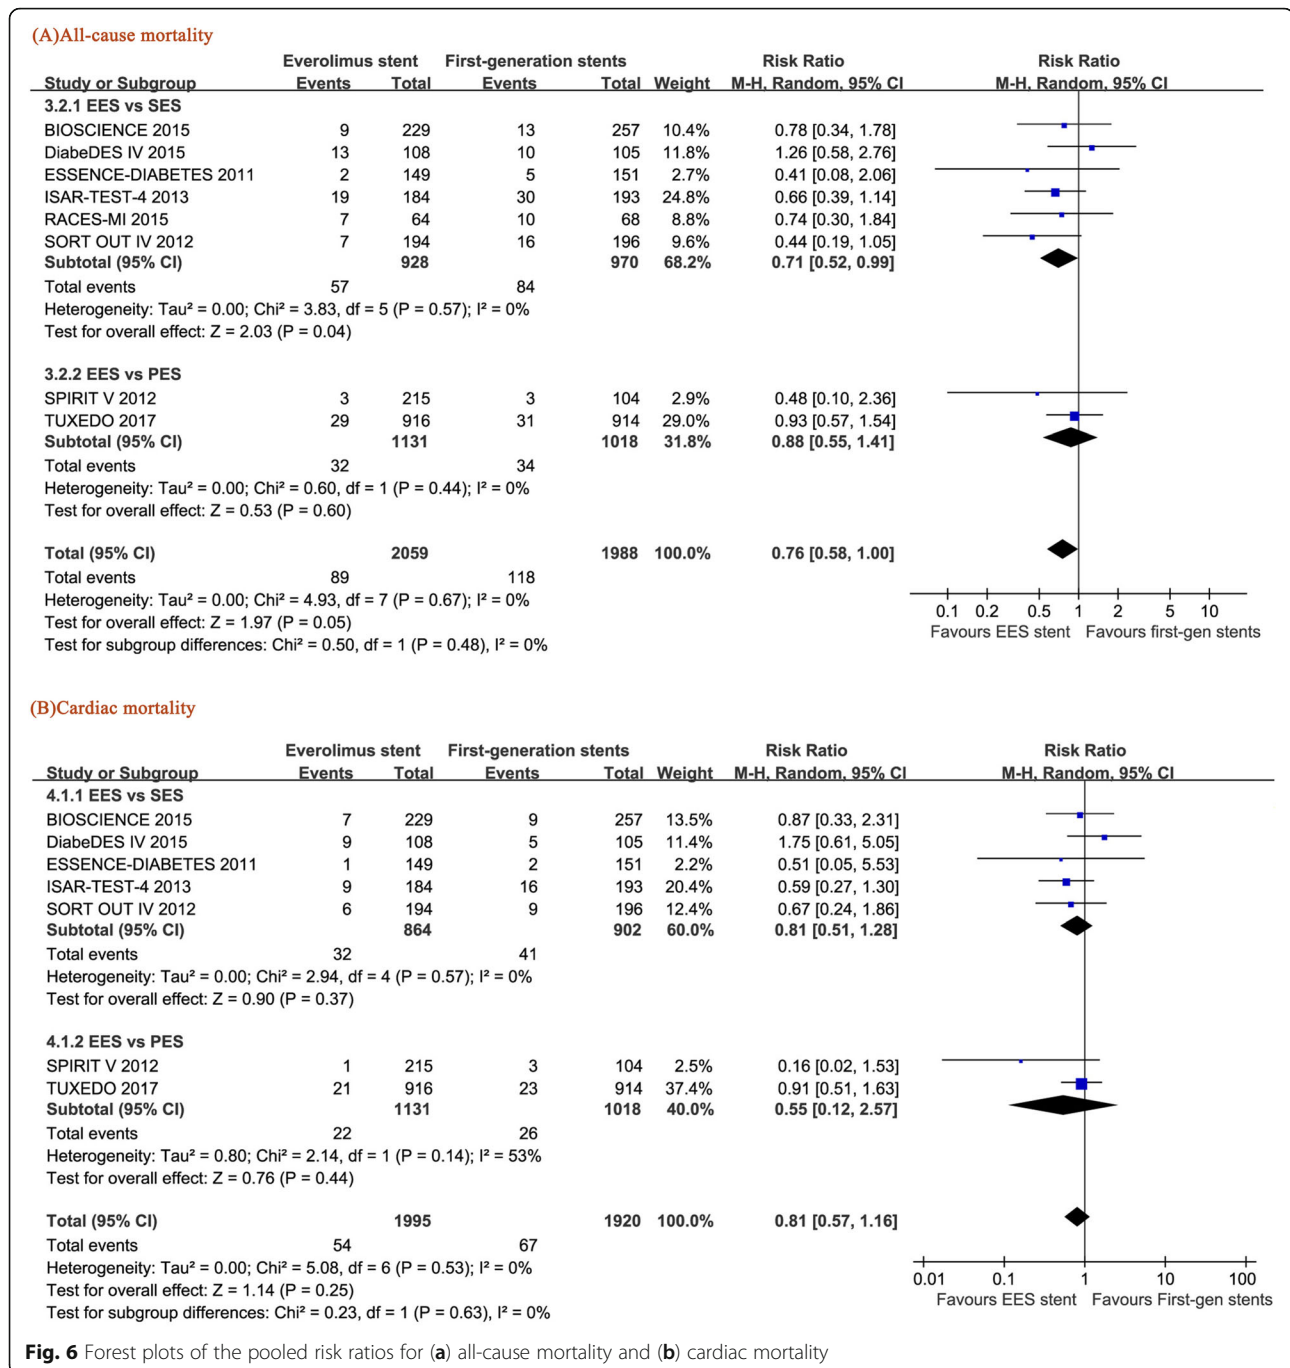 (A)All-cause mortality
Everolimus stent First-generation stents Risk Ratio Risk Ratio
Study or Subgroup Events Total Events Total Weight M-H, Random, 95% CI M-H, Random, 95% CI
3.2.1 EES vs SES
BIOSCIENCE 2015 9 229 13 257 10.4% 0.78 [0.34, 1.78]
DiabeDES IV 2015 13 108 10 105 11.8% 1.26 [0.58, 2.76]
ESSENCE-DIABETES 2011 2 149 5 151 2.7% 0.41 [0.08, 2.06]
ISAR-TEST-4 2013 19 184 30 193 24.8% 0.66 [0.39, 1.14]
RACES-MI 2015 7 64 10 68 8.8% 0.74 [0.30, 1.84]
SORT OUT IV 2012 7 194 16 196 9.6% 0.44 [0.19, 1.05]
Subtotal (95% CI) 928 970 68.2% 0.71 [0.52, 0.99]
Total events 57 84
Heterogeneity: Tau² = 0.00; Chi² = 3.83, df = 5 (P = 0.57); I² = 0%
Test for overall effect: Z = 2.03 (P = 0.04)
3.2.2 EES vs PES
SPIRIT V 2012 3 215 3 104 2.9% 0.48 [0.10, 2.36]
TUXEDO 2017 29 916 31 914 29.0% 0.93 [0.57, 1.54]
Subtotal (95% CI) 1131 1018 31.8% 0.88 [0.55, 1.41]
Total events 32 34
Heterogeneity: Tau² = 0.00; Chi² = 0.60, df = 1 (P = 0.44); I² = 0%
Test for overall effect: Z = 0.53 (P = 0.60)
Total (95% CI) 2059 1988 100.0% 0.76 [0.58, 1.00]
Total events 89 118
Heterogeneity: Tau² = 0.00; Chi² = 4.93, df = 7 (P = 0.67); I² = 0%
Test for overall effect: Z = 1.97 (P = 0.05)
Test for subgroup differences: Chi² = 0.50, df = 1 (P = 0.48), I² = 0%
0.1 0.2 0.5 1 2 5 10
Favours EES stent Favours first-gen stents
(B)Cardiac mortality
Everolimus stent First-generation stents Risk Ratio Risk Ratio
Study or Subgroup Events Total Events Total Weight M-H, Random, 95% CI M-H, Random, 95% CI
4.1.1 EES vs SES
BIOSCIENCE 2015 7 229 9 257 13.5% 0.87 [0.33, 2.31]
DiabeDES IV 2015 9 108 5 105 11.4% 1.75 [0.61, 5.05]
ESSENCE-DIABETES 2011 1 149 2 151 2.2% 0.51 [0.05, 5.53]
ISAR-TEST-4 2013 9 184 16 193 20.4% 0.59 [0.27, 1.30]
SORT OUT IV 2012 6 194 9 196 12.4% 0.67 [0.24, 1.86]
Subtotal (95% CI) 864 902 60.0% 0.81 [0.51, 1.28]
Total events 32 41
Heterogeneity: Tau² = 0.00; Chi² = 2.94, df = 4 (P = 0.57); I² = 0%
Test for overall effect: Z = 0.90 (P = 0.37)
4.1.2 EES vs PES
SPIRIT V 2012 1 215 3 104 2.5% 0.16 [0.02, 1.53]
TUXEDO 2017 21 916 23 914 37.4% 0.91 [0.51, 1.63]
Subtotal (95% CI) 1131 1018 40.0% 0.55 [0.12, 2.57]
Total events 22 26
Heterogeneity: Tau² = 0.80; Chi² = 2.14, df = 1 (P = 0.14); I² = 53%
Test for overall effect: Z = 0.76 (P = 0.44)
Total (95% CI) 1995 1920 100.0% 0.81 [0.57, 1.16]
Total events 54 67
Heterogeneity: Tau² = 0.00; Chi² = 5.08, df = 6 (P = 0.53); I² = 0%
Test for overall effect: Z = 1.14 (P = 0.25)
Test for subgroup differences: Chi² = 0.23, df = 1 (P = 0.63), I² = 0%
0.01 0.1 1 10 100
Favours EES stent Favours First-gen stents
Fig. 6 Forest plots of the pooled risk ratios for (a) all-cause mortality and (b) cardiac mortality